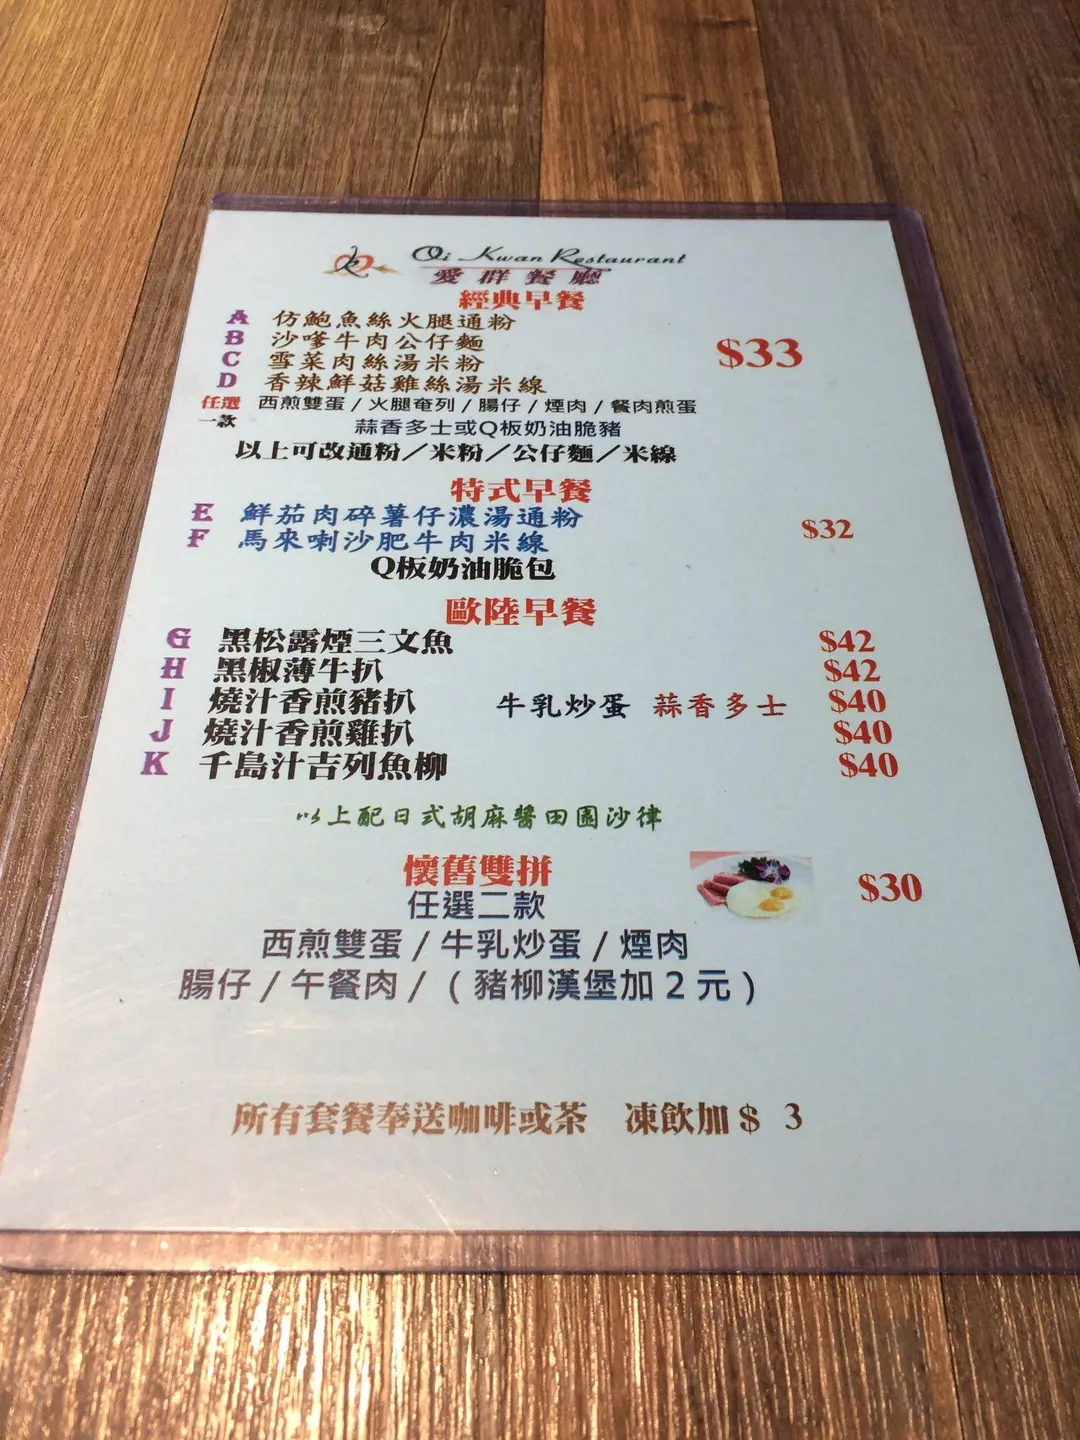 Oi Kwan Restaurant
愛群餐廳
經典早餐
A 仿鮑魚絲火腿通粉
B 沙嗲牛肉公仔麵
C 雪菜肉絲湯米粉 $33
D 香辣鮮菇雞絲湯米線
任選一款 西煎雙蛋 / 火腿奄列 / 腸仔 / 煙肉 / 餐肉煎蛋
蒜香多士或Q板奶油脆豬
以上可改通粉／米粉／公仔麵／米線
特式早餐
E 鮮茄肉碎薯仔濃湯通粉 $32
F 馬來喇沙肥牛肉米線
Q板奶油脆包
歐陸早餐
G 黑松露煙三文魚 $42
H 黑椒薄牛扒 $42
I 燒汁香煎豬扒 牛乳炒蛋 蒜香多士 $40
J 燒汁香煎雞扒 $40
K 千島汁吉列魚柳 $40
以上配日式胡麻醬田園沙律
懷舊雙拼 $30
任選二款
西煎雙蛋 / 牛乳炒蛋 / 煙肉
腸仔 / 午餐肉 / ( 豬柳漢堡加 2 元 )
所有套餐奉送咖啡或茶 凍飲加 $ 3